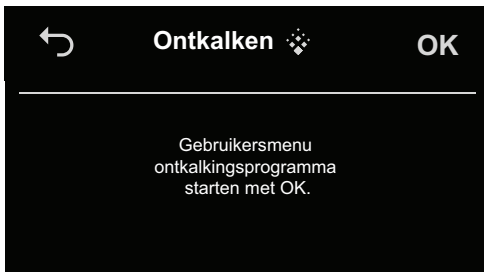 Ontkalken OK
Gebruikersmenu
ontkalkingsprogramma
starten met OK.